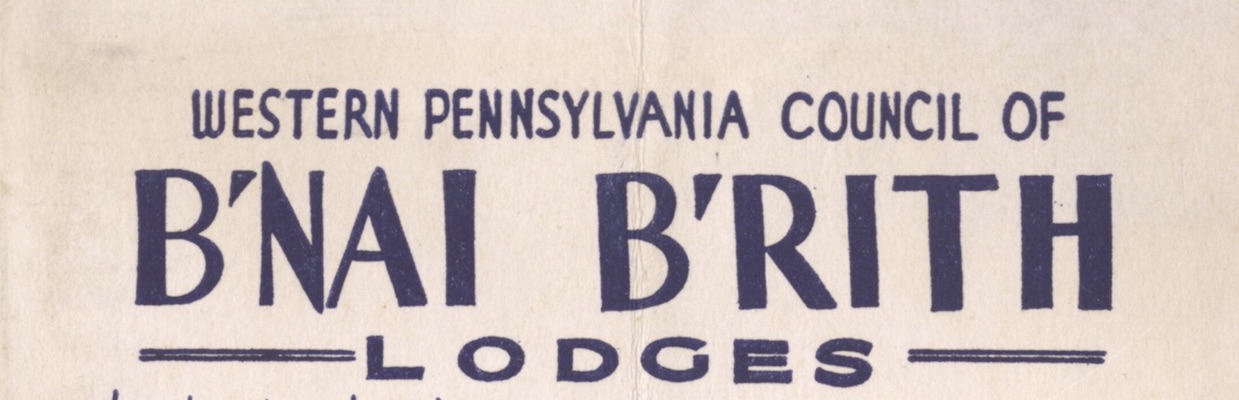 WESTERN PENNSYLVANIA COUNCIL OF
B'NAI B'RITH
LODGES